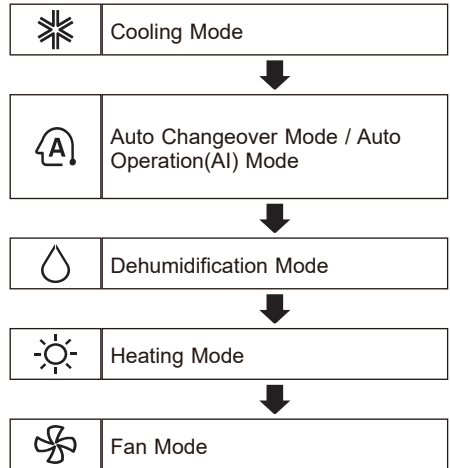 Cooling Mode
A
Auto Changeover Mode / Auto
Operation(AI) Mode
Dehumidification Mode
Heating Mode
Fan Mode